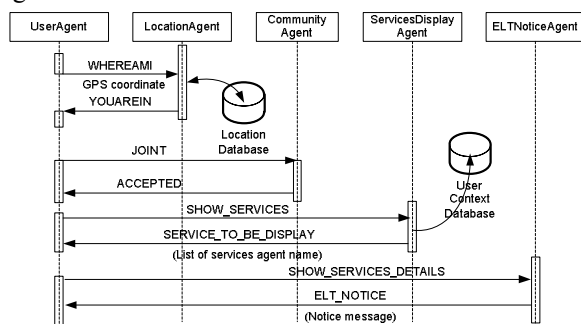 UserAgent
LocationAgent
Community
Agent
ServicesDisplay
Agent
ELTNoticeAgent
WHEREAMI
GPS coordinate
YOUAREIN
Location
Database
JOINT
ACCEPTED
User
Context
Database
SHOW_SERVICES
SERVICE_TO_BE_DISPLAY
(List of services agent name)
SHOW_SERVICES_DETAILS
ELT_NOTICE
(Notice message)